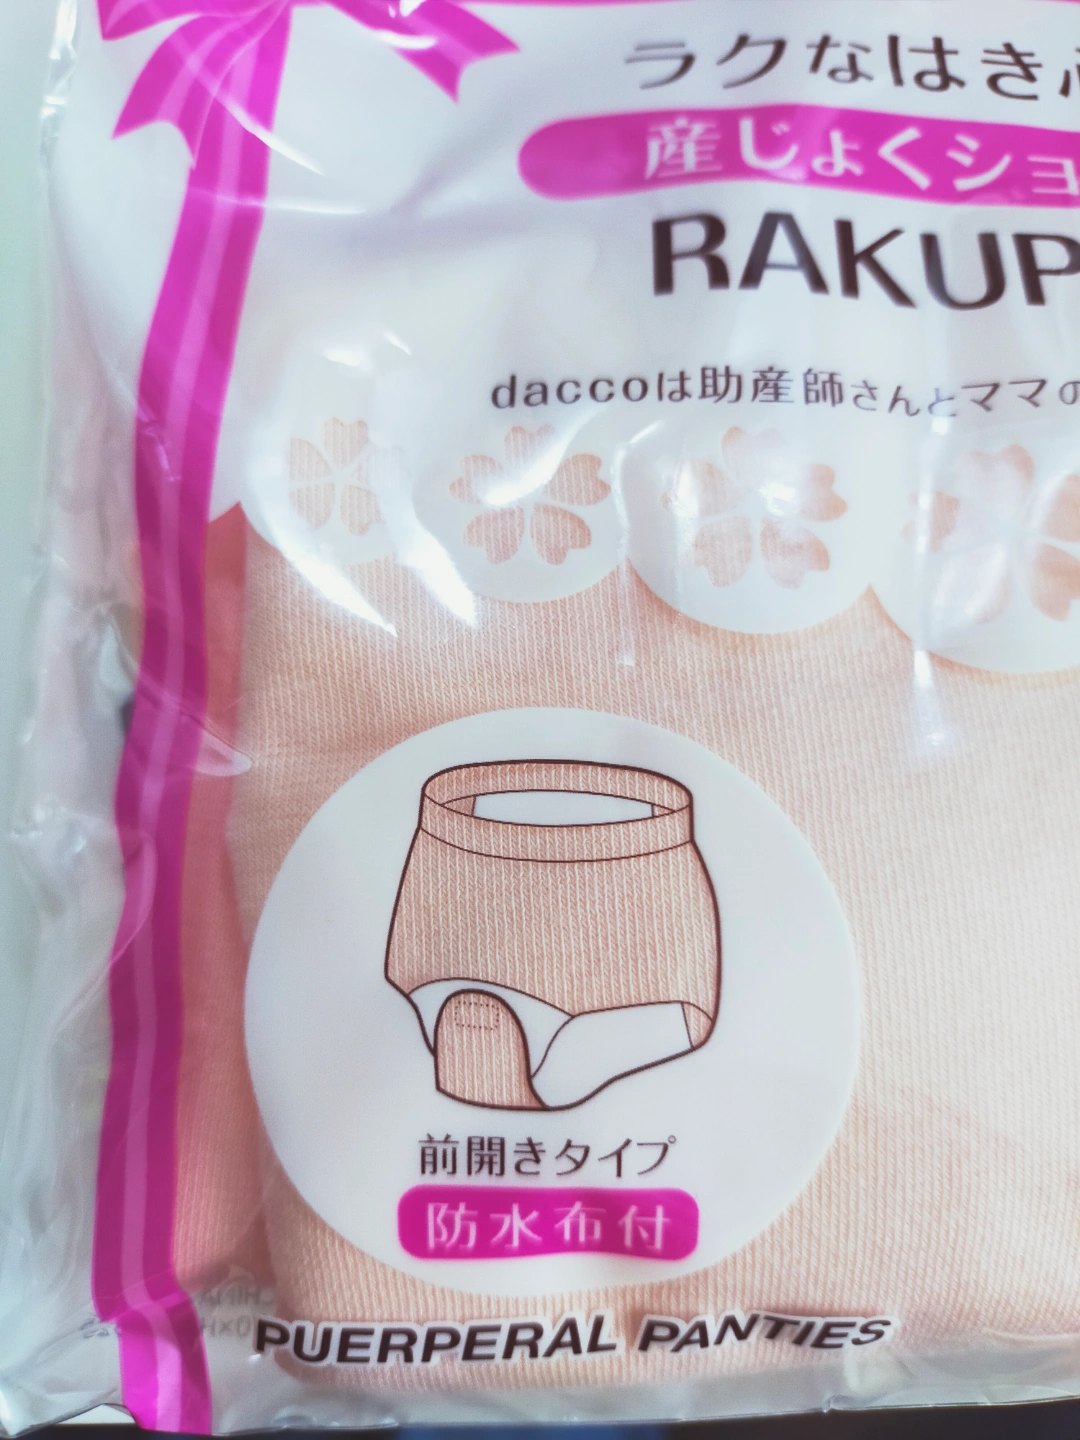 ラクなはき心
産じょくショ
RAKUP
daccoは助産師さんとママの
前開きタイプ
防水布付
PUERPERAL PANTIES